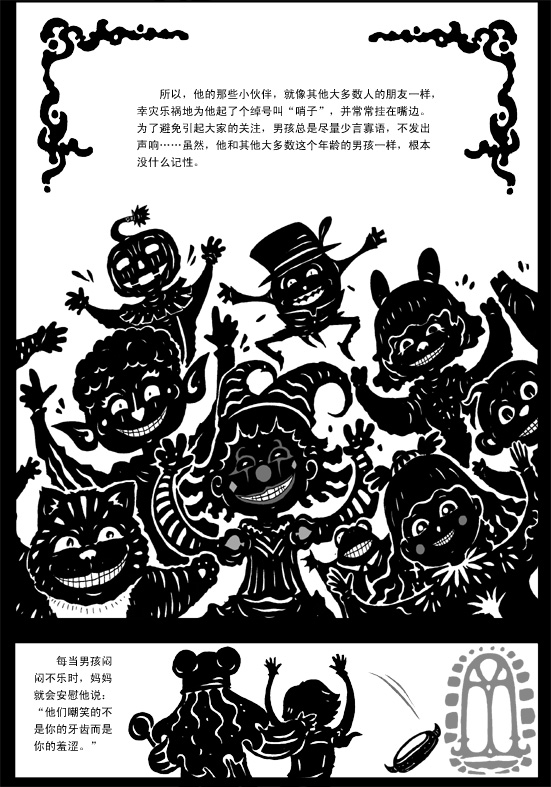 所以，他的那些小伙伴，就像其他大多数人的朋友一样，
幸灾乐祸地为他起了个绰号叫“哨子”，并常常挂在嘴边。
为了避免引起大家的关注，男孩总是尽量少言寡语，不发出
声响……虽然，他和其他大多数这个年龄的男孩一样，根本
没什么记性。
每当男孩闷
闷不乐时，妈妈
就会安慰他说：
“他们嘲笑的不
是你的牙齿而是
你的羞涩。”